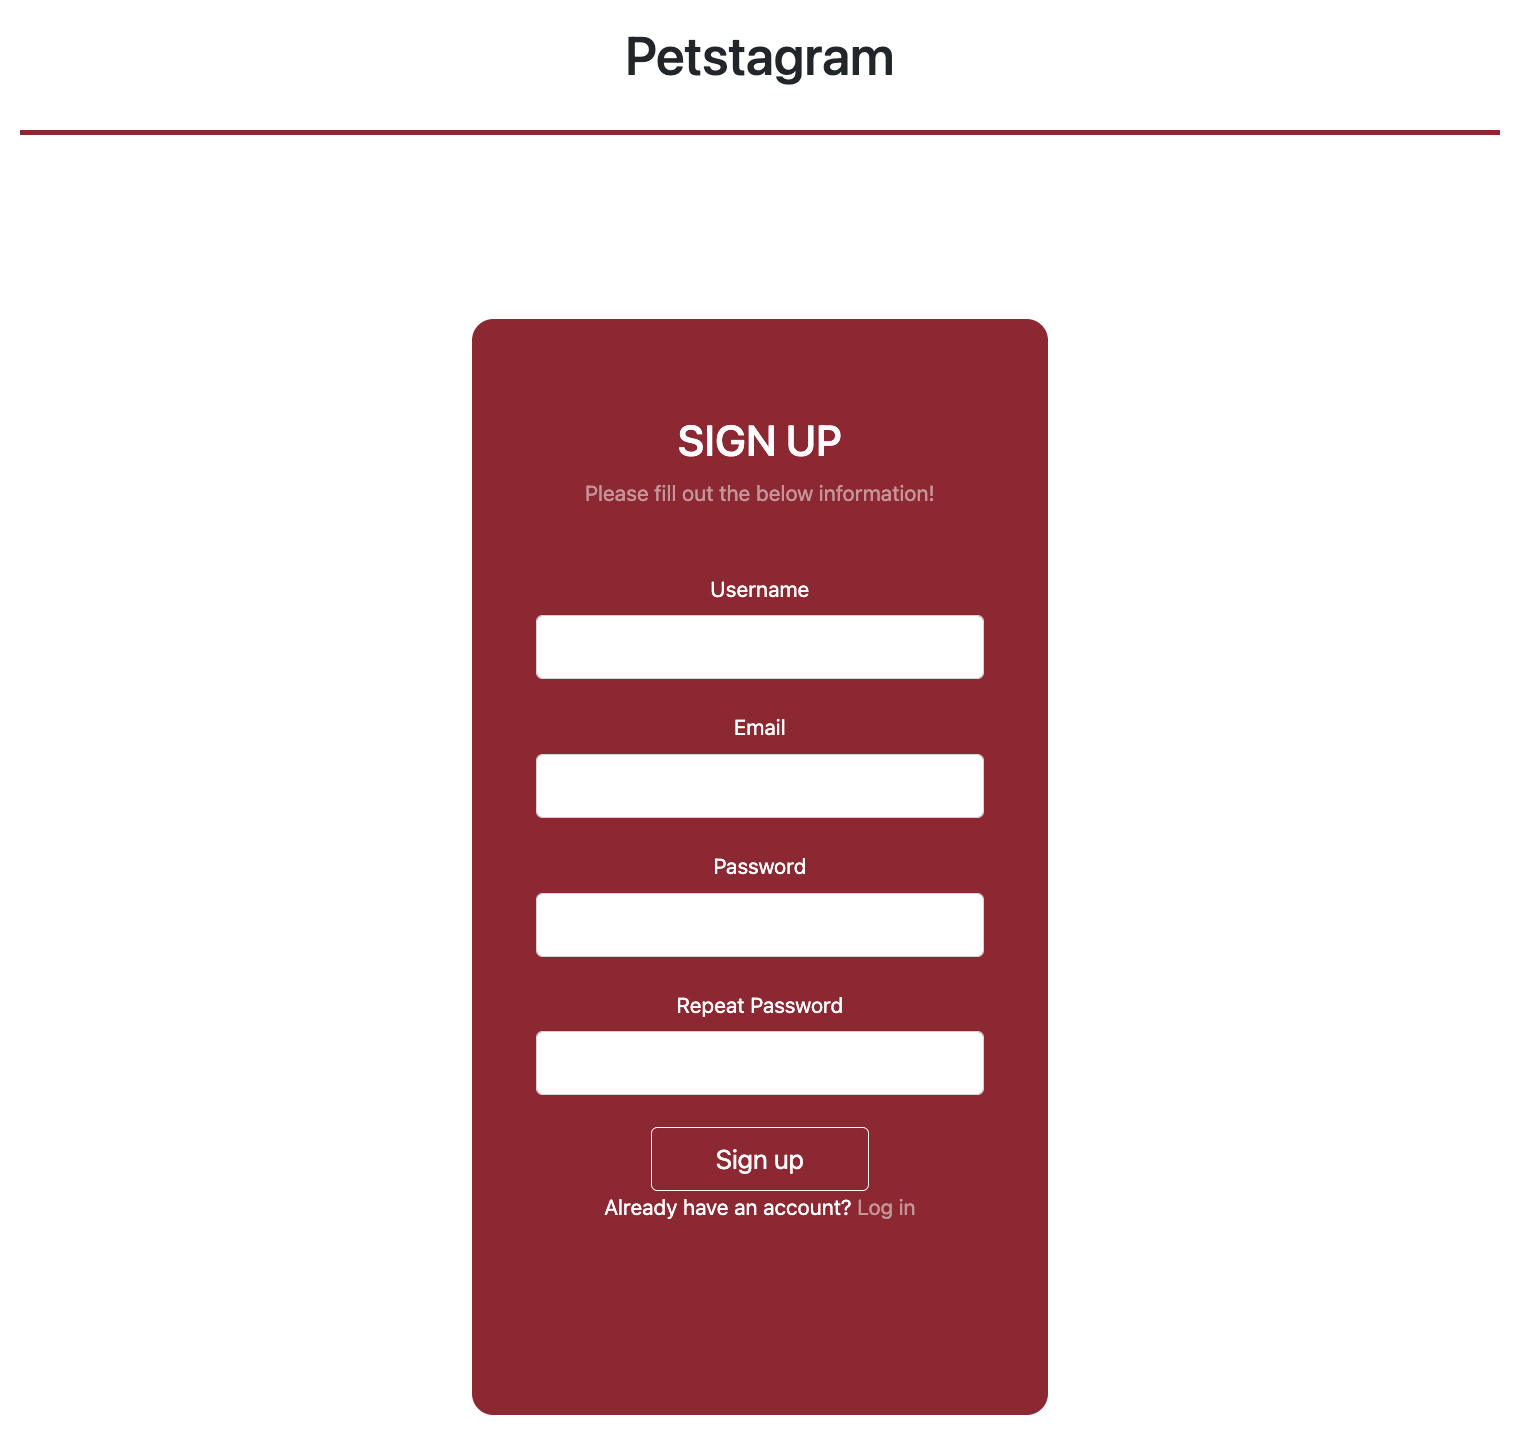 Petstagram
SIGN UP
Please fill out the below information!
Username
Email
Password
Repeat Password
Sign up
Already have an account? Log in